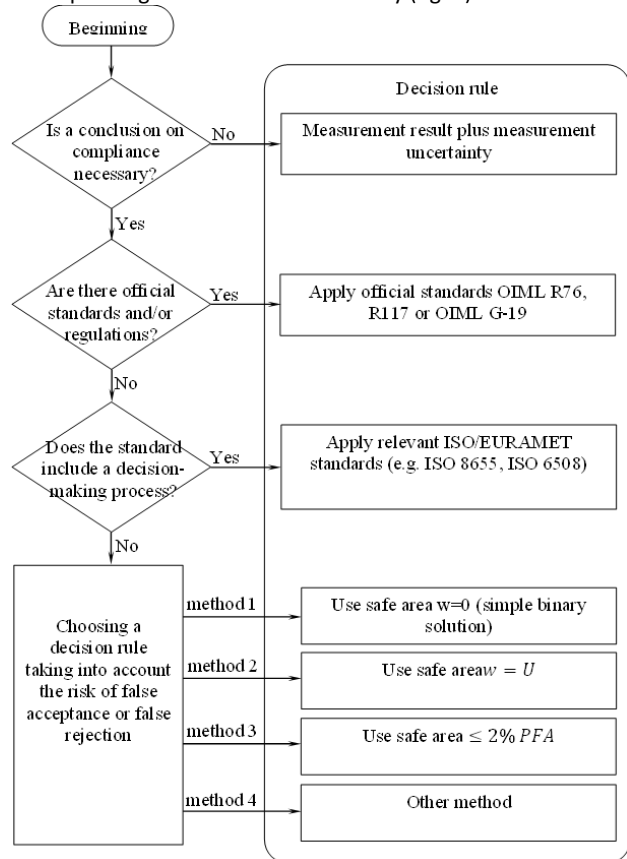 Beginning
Decision rule
Is a conclusion on
compliance
necessary?
No
Measurement result plus measurement
uncertainty
Yes
Are there official
standards and/or
regulations?
Yes
Apply official standards OIML R76,
R117 or OIML G-19
No
Does the standard
include a decision-
making process?
Yes
Apply relevant ISO/EURAMET
standards (e.g. ISO 8655, ISO 6508)
No
Choosing a
decision rule
taking into account
the risk of false
acceptance or false
rejection
method 1
Use safe area w=0 (simple binary
solution)
method 2
Use safe areaw = U
method 3
Use safe area ≤ 2% PFA
method 4
Other method